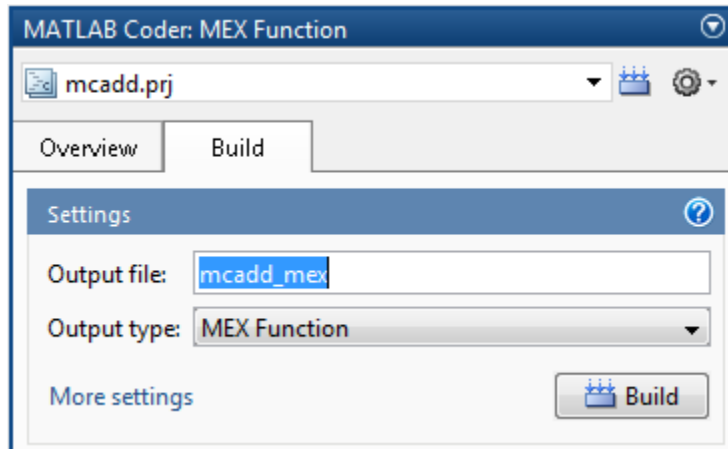 MATLAB Coder: MEX Function
mcadd.prj
Overview Build
Settings
Output file: mcadd_mex
Output type: MEX Function
More settings Build